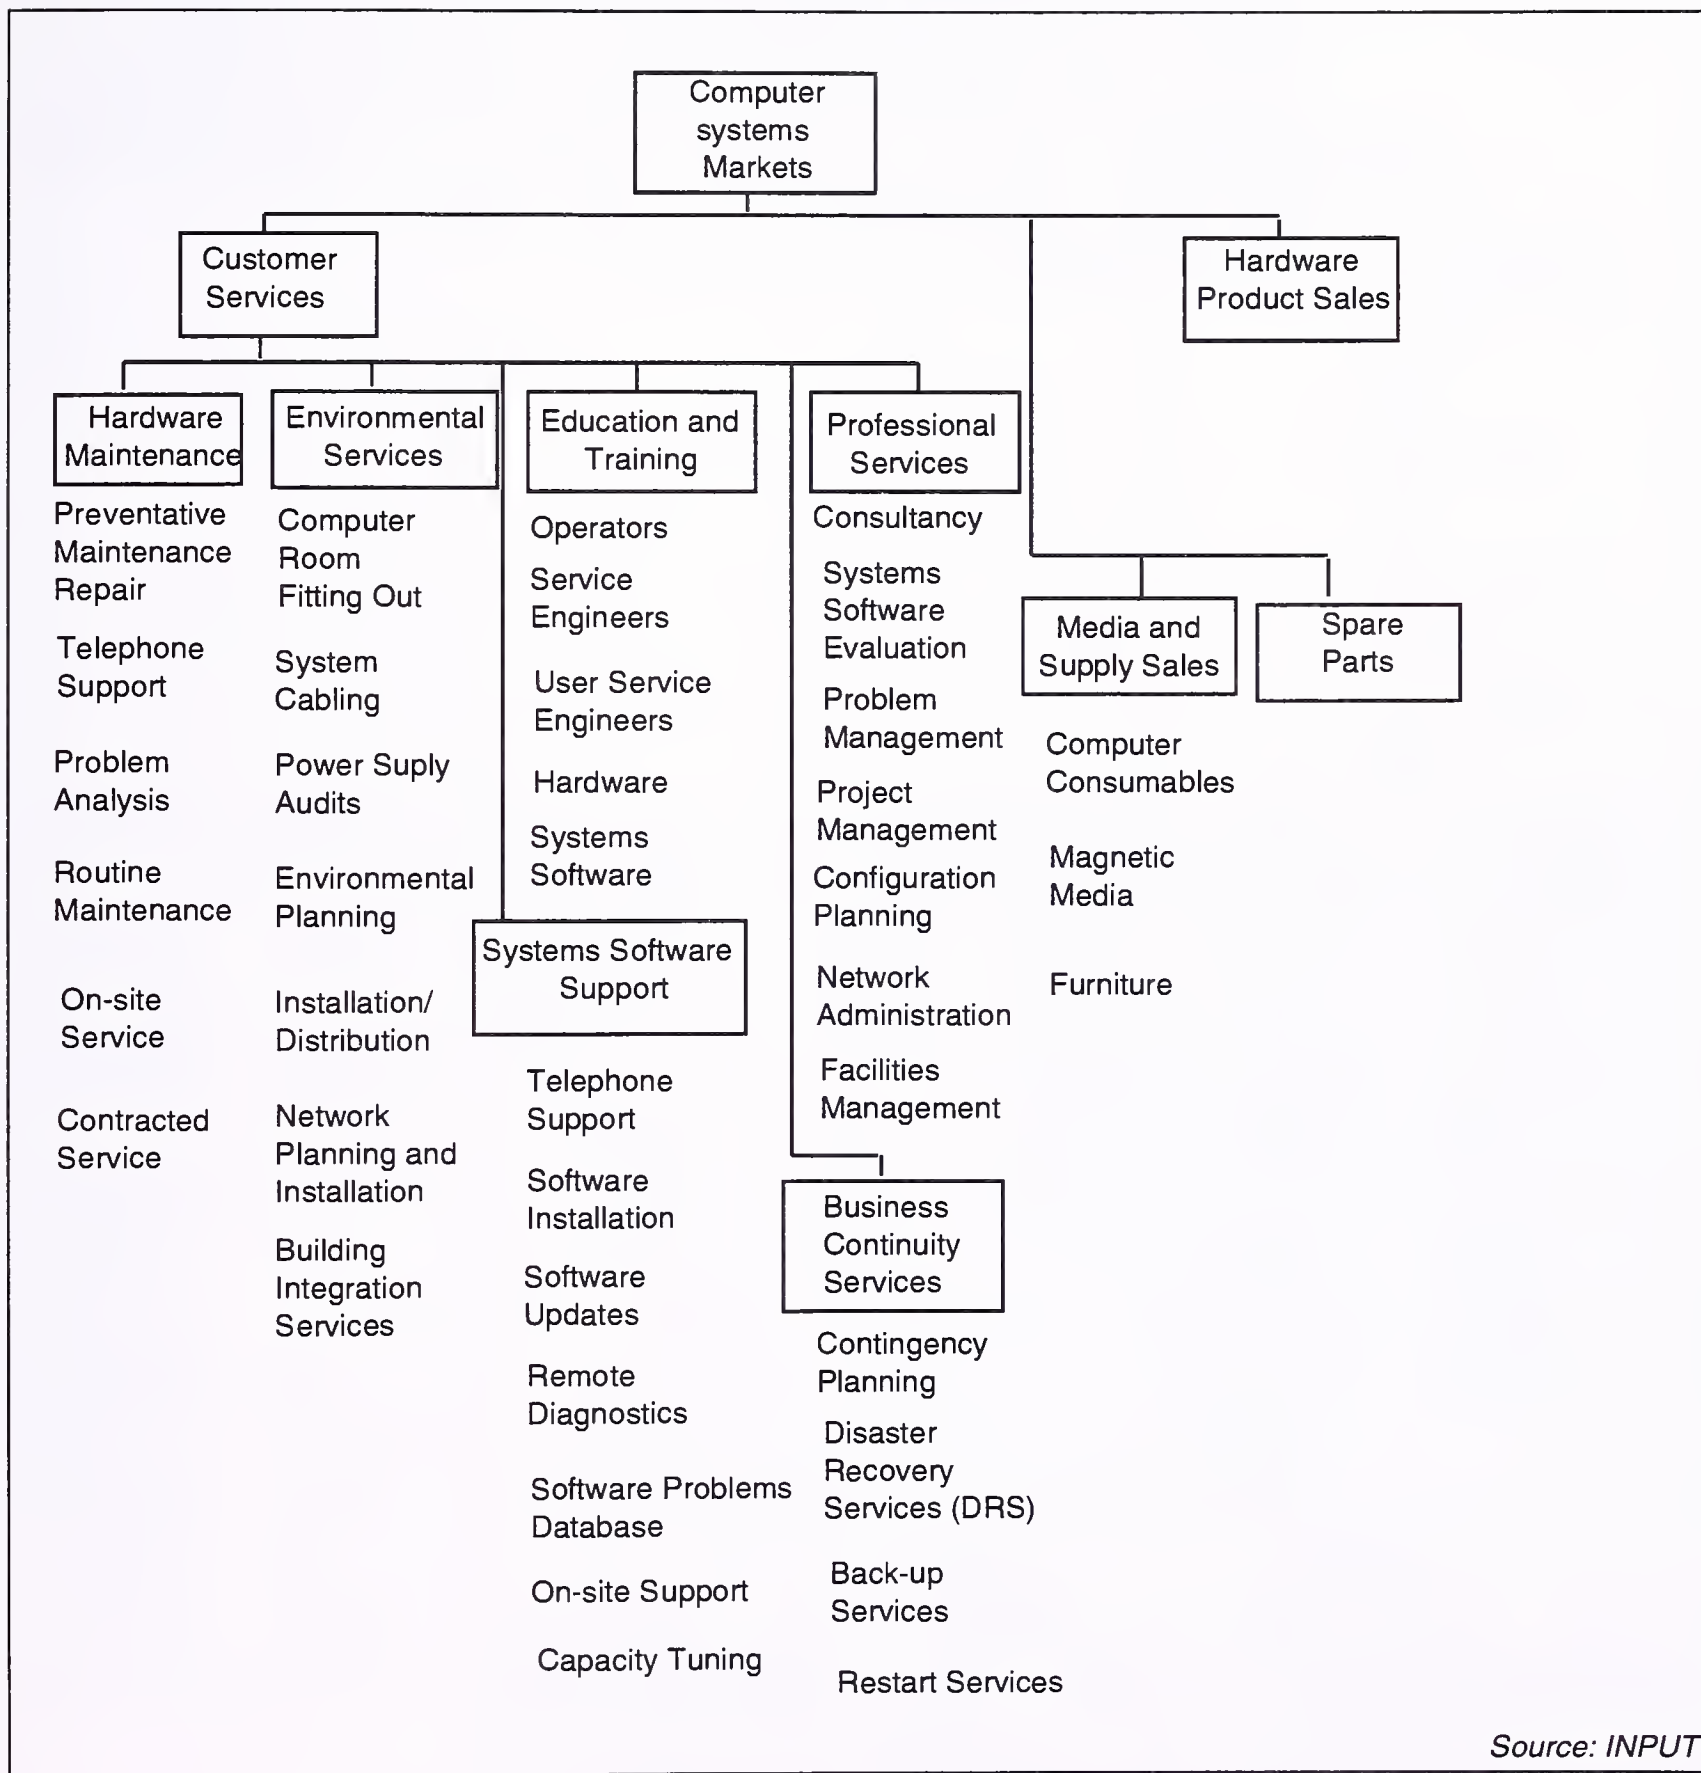 Computer
systems
Markets
Customer
Services
Hardware
Product Sales
Hardware
Maintenance
Preventative
Maintenance
Repair
Telephone
Support
Problem
Analysis
Routine
Maintenance
On-site
Service
Contracted
Service
Environmental
Services
Computer
Room
Fitting Out
System
Cabling
Power Suply
Audits
Environmental
Planning
Installation/
Distribution
Network
Planning and
Installation
Building
Integration
Services
Education and
Training
Operators
Service
Engineers
User Service
Engineers
Hardware
Systems
Software
Systems Software
Support
Telephone
Support
Software
Installation
Software
Updates
Remote
Diagnostics
Software Problems
Database
On-site Support
Capacity Tuning
Professional
Services
Consultancy
Systems
Software
Evaluation
Problem
Management
Project
Management
Configuration
Planning
Network
Administration
Facilities
Management
Business
Continuity
Services
Contingency
Planning
Disaster
Recovery
Services (DRS)
Back-up
Services
Restart Services
Media and
Supply Sales
Computer
Consumables
Magnetic
Media
Furniture
Spare
Parts
Source: INPUT